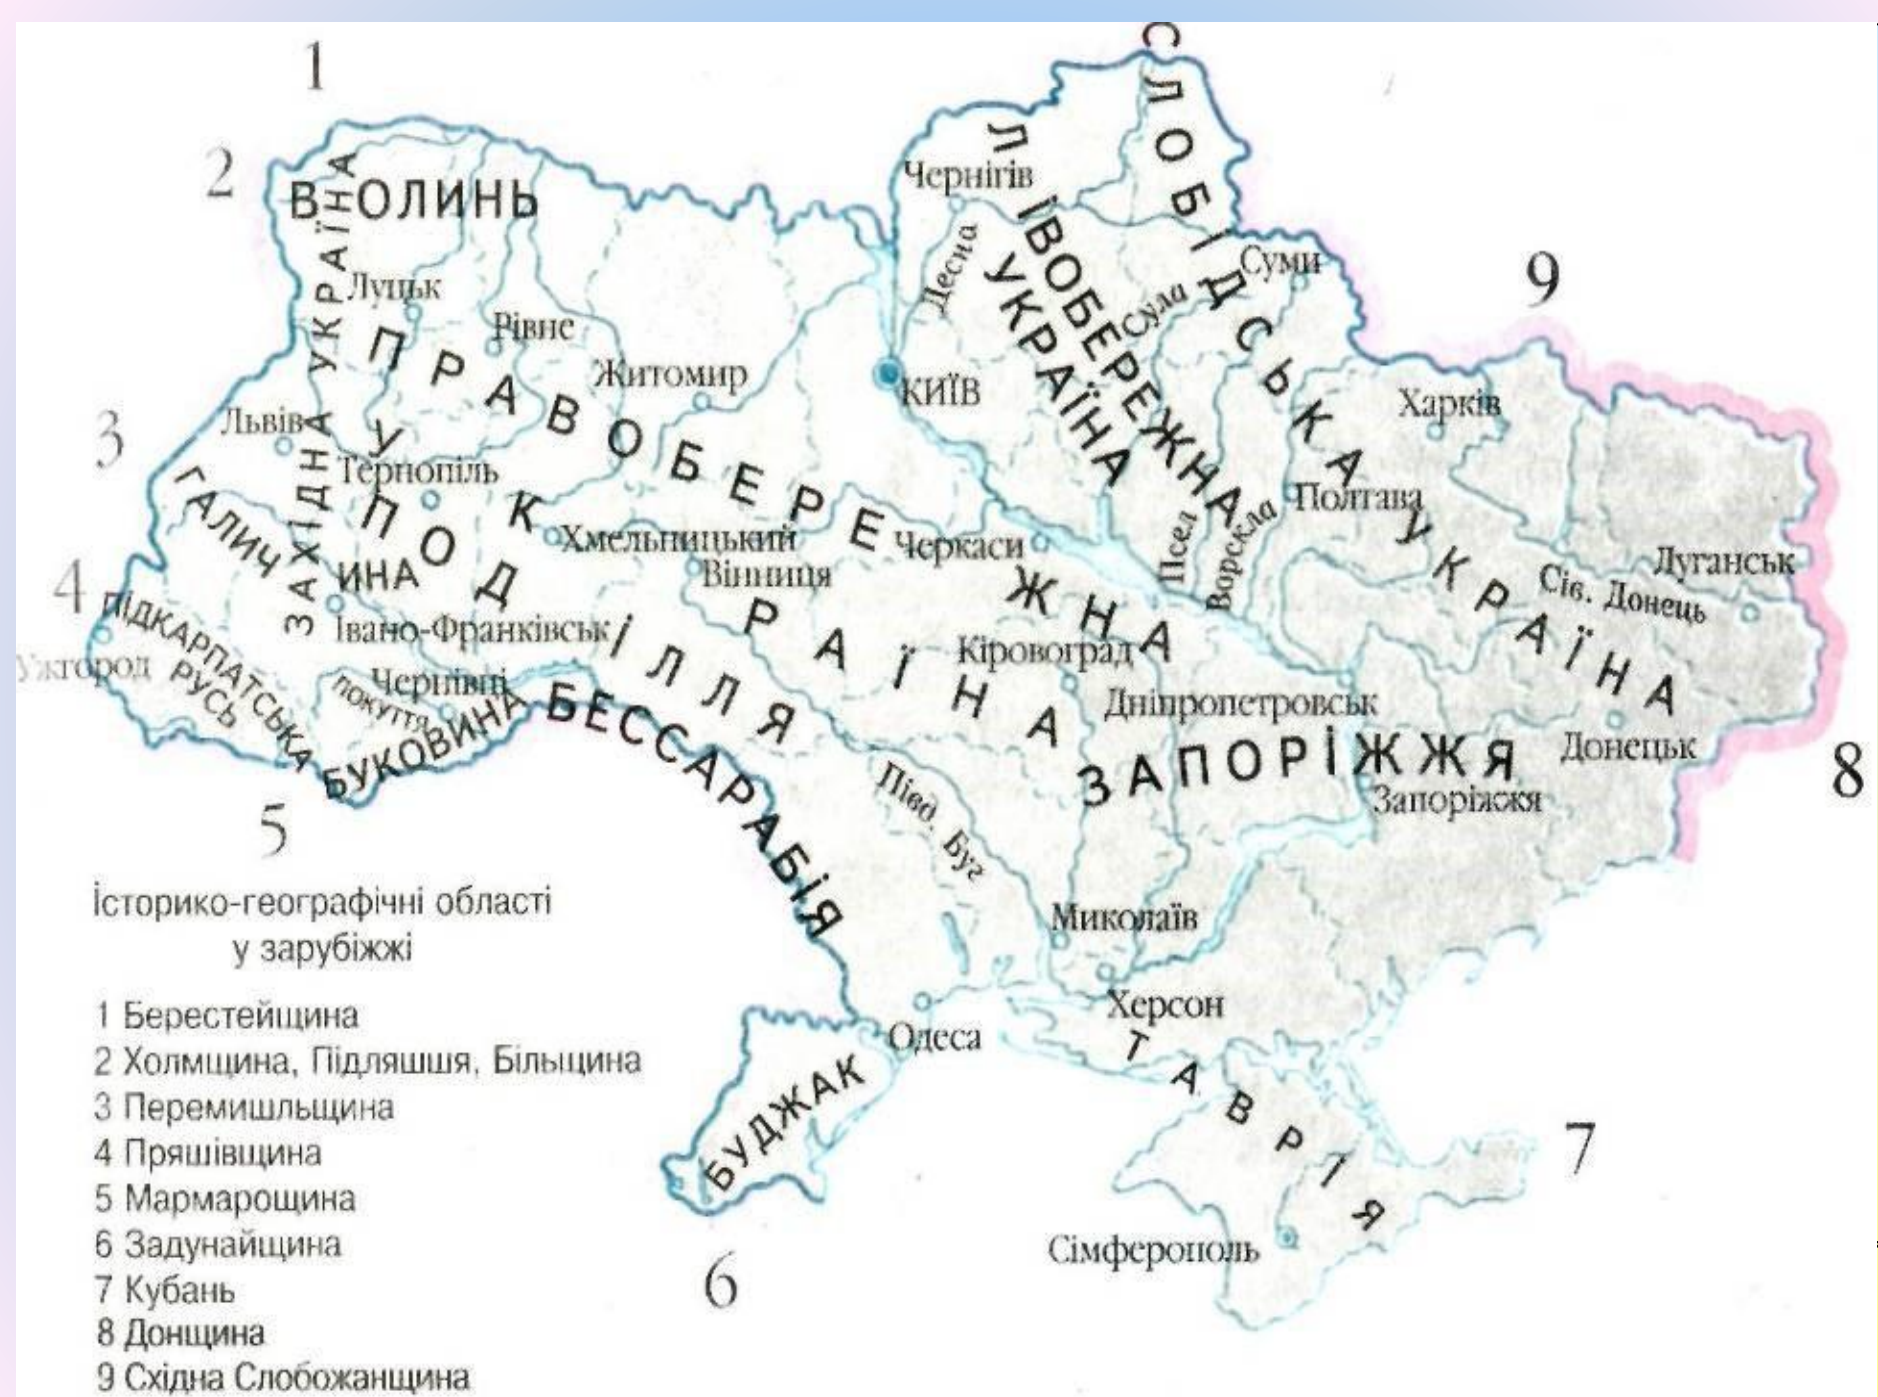 1
2
3
4
5
6
7
8
9
ВОЛИНЬ
ЗАХІДНА УКРАЇНА
ПРАВОБЕРЕЖНА
УКРАЇНА
ЛІВОБЕРЕЖНА
УКРАЇНА
СЛОБІДСЬКА УКРАЇНА
ГАЛИЧИНА
ПОДІЛЛЯ
ПІДКАРПАТСЬКА
РУСЬ
ПОКУТТЯ
БУКОВИНА
БЕССАРАБІЯ
ЗАПОРІЖЖЯ
БУДЖАК
ТАВРІЯ
Чернігів
Десна
Суми
Сула
Луцьк
Рівне
Житомир
КИЇВ
Харків
Львів
Тернопіль
Хмельницький
Вінниця
Черкаси
Полтава
Псел
Ворскла
Луганськ
Сів. Донець
Івано-Франківськ
Ужгород
Чернівці
Кіровоград
Дніпропетровськ
Донецьк
Запоріжжя
Півд. Буг
Миколаїв
Херсон
Одеса
Сімферополь
історико-географічні області
у зарубіжжі
1 Берестейщина
2 Холмщина, Підляшшя, Більщина
3 Перемишльщина
4 Пряшівщина
5 Мармарощина
6 Задунайщина
7 Кубань
8 Донщина
9 Східна Слобожанщина